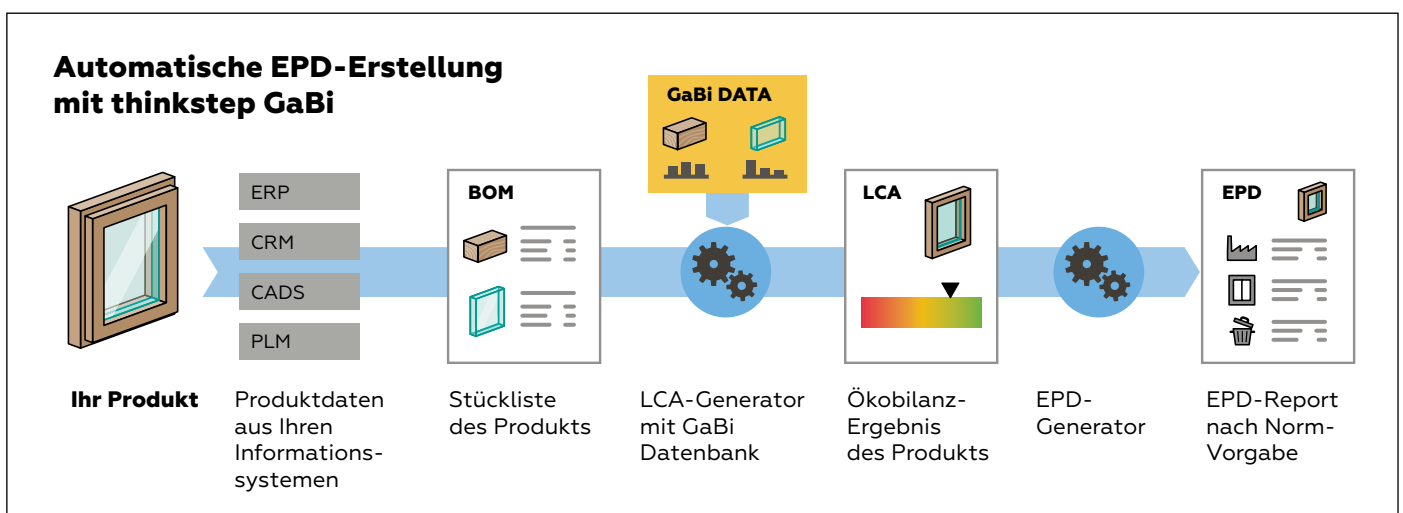 Automatische EPD-Erstellung
mit thinkstep GaBi
GaBi DATA
ERP
CRM
CADS
PLM
BOM
LCA
EPD
Ihr Produkt
Produktdaten
aus Ihren
Informations-
systemen
Stückliste
des Produkts
LCA-Generator
mit GaBi
Datenbank
Ökobilanz-
Ergebnis
des Produkts
EPD-
Generator
EPD-Report
nach Norm-
Vorgabe